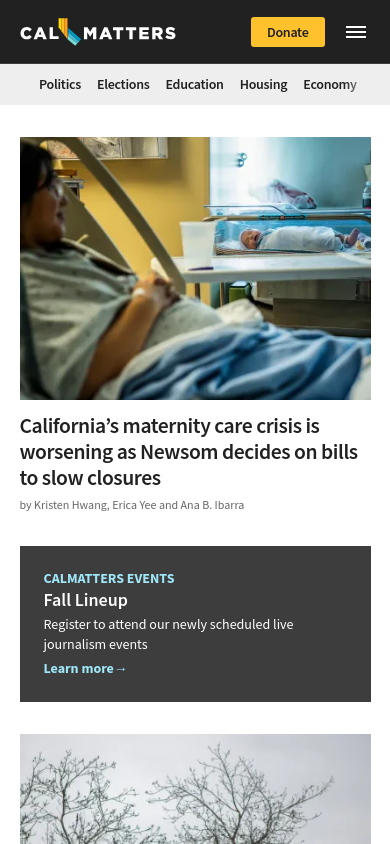 CAL MATTERS
Donate
Politics Elections Education Housing Economy
California’s maternity care crisis is
worsening as Newsom decides on bills
to slow closures
by Kristen Hwang, Erica Yee and Ana B. Ibarra
CALMATTERS EVENTS
Fall Lineup
Register to attend our newly scheduled live
journalism events
Learn more→